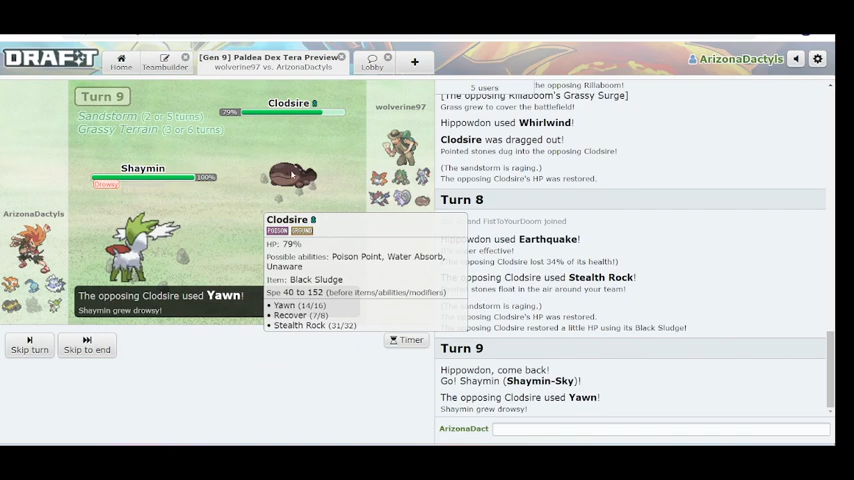 DRAFT
Home
Teambuilder
[Gen 9] Paldea Dex Tera Preview
wolverine97 vs. ArizonaDactyls
Lobby
ArizonaDactyls
Turn 9
Sandstorm (2 or 5 turns)
Grassy Terrain (3 or 6 turns)
Clodsire
79%
wolverine97
Shaymin
100%
Drowsy
ArizonaDactyls
The opposing Clodsire used Yawn!
Shaymin grew drowsy!
Clodsire
POISON GROUND
HP: 79%
Possible abilities: Poison Point, Water Absorb,
Unaware
Item: Black Sludge
Spe 40 to 152 (before items/abilities/modifiers)
• Yawn (14/16)
• Recover (7/8)
• Stealth Rock (31/32)
Skip turn
Skip to end
Timer
5 users
the opposing Rillaboom!
[The opposing Rillaboom's Grassy Surge]
Grass grew to cover the battlefield!
Hippowdon used Whirlwind!
Clodsire was dragged out!
Pointed stones dug into the opposing Clodsire!
(The sandstorm is raging.)
The opposing Clodsire's HP was restored.
Turn 8
and FistToYourDoom joined
Hippowdon used Earthquake!
effective!
opposing Clodsire lost 34% of its health!)
The opposing Clodsire used Stealth Rock!
stones float in the air around your team!
(The sandstorm is raging.)
The opposing Clodsire's HP was restored.
The opposing Clodsire restored a little HP using its Black Sludge!
Turn 9
Hippowdon, come back!
Go! Shaymin (Shaymin-Sky)!
The opposing Clodsire used Yawn!
Shaymin grew drowsy!
ArizonaDact